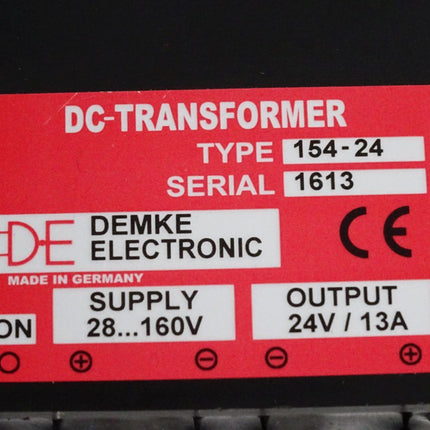 DC-TRANSFORMER
TYPE 154-24
SERIAL 1613
DE DEMKE
ELECTRONIC
CE
MADE IN GERMANY
ON
SUPPLY
28...160V
OUTPUT
24V / 13A